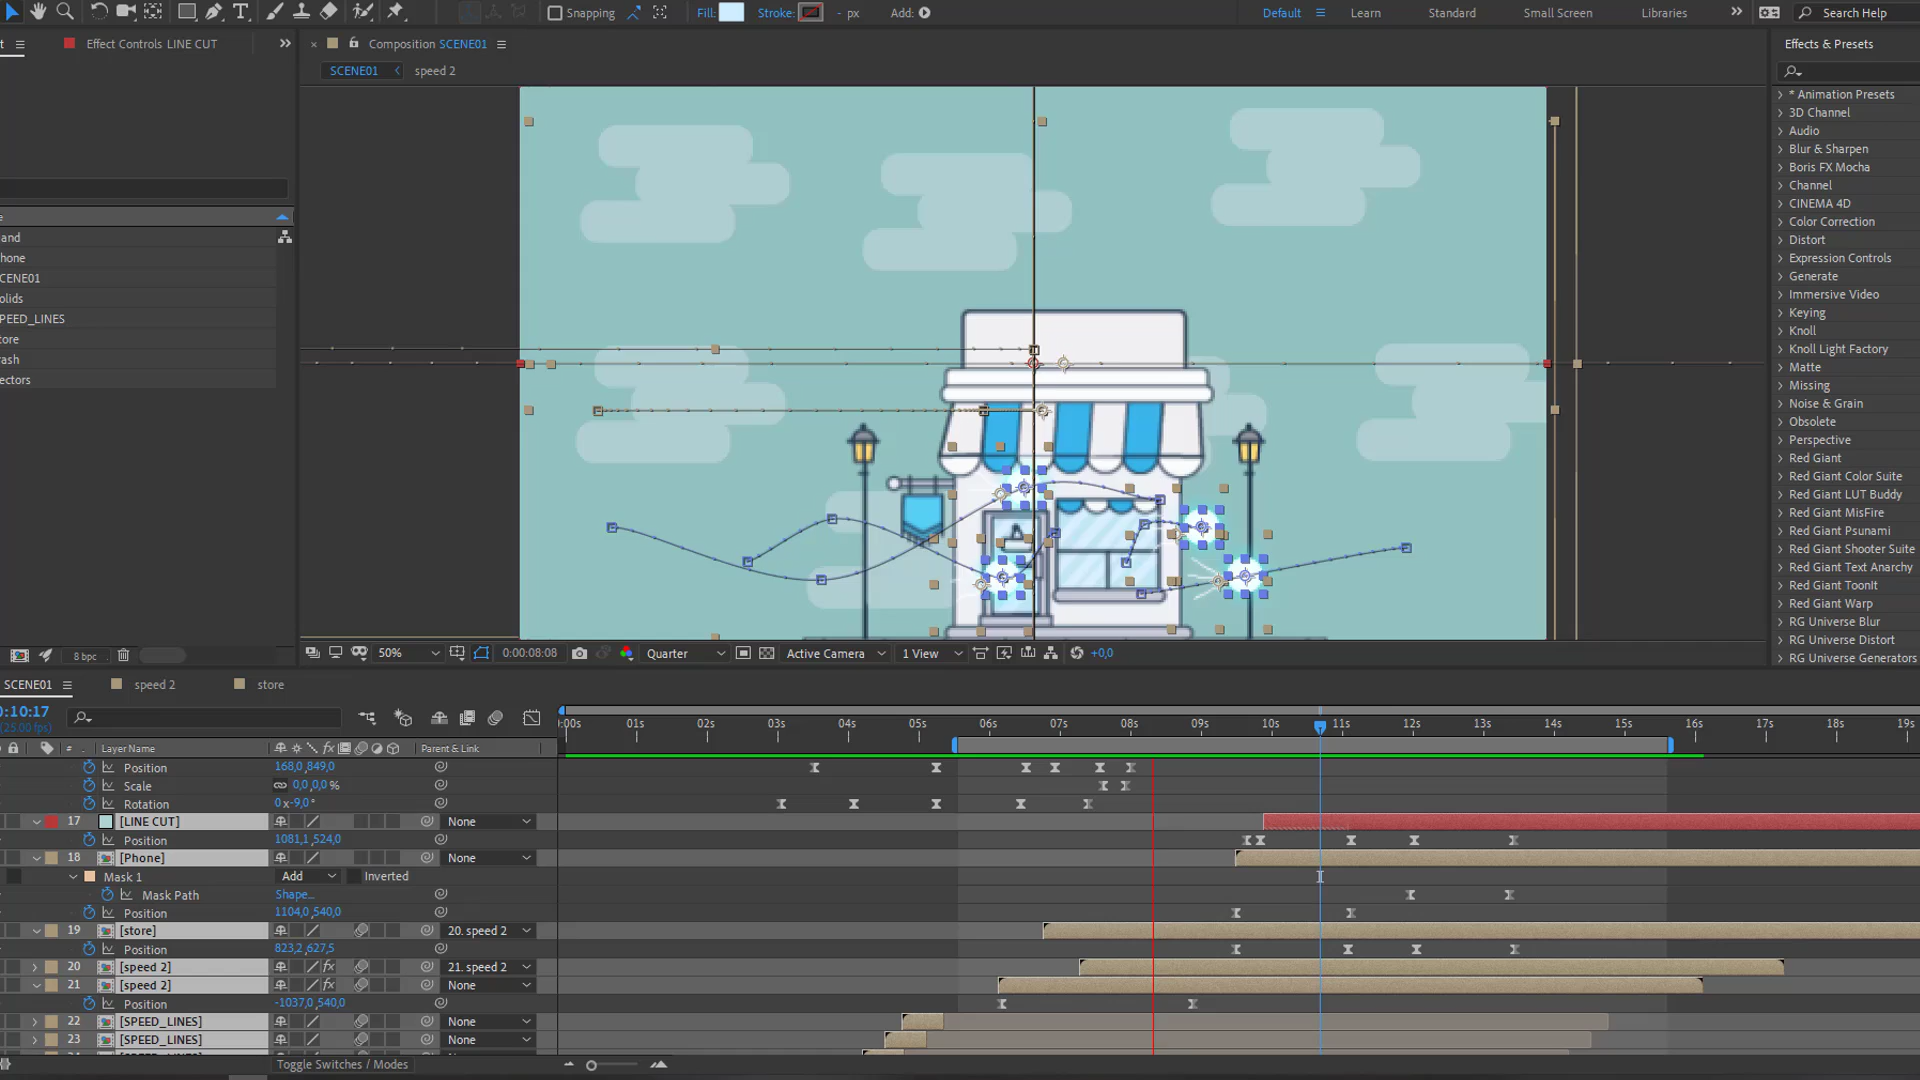 Snapping
Fill:
Stroke:
- px
Add:
Default
Learn
Standard
Small Screen
Libraries
Search Help
Effect Controls LINE CUT
Composition SCENE01
SCENE01
speed 2
Effects & Presets
* Animation Presets
3D Channel
Audio
Blur & Sharpen
Boris FX Mocha
Channel
CINEMA 4D
Color Correction
Distort
Expression Controls
Generate
Immersive Video
Keying
Knoll
Knoll Light Factory
Matte
Missing
Noise & Grain
Obsolete
Perspective
Red Giant
Red Giant Color Suite
Red Giant LUT Buddy
Red Giant MisFire
Red Giant Psunami
Red Giant Shooter Suite
Red Giant Text Anarchy
Red Giant ToonIt
Red Giant Warp
RG Universe Blur
RG Universe Distort
RG Universe Generators
and
hone
CENE01
olids
PEED_LINES
ore
rash
ectors
8 bpc
50%
0:00:08:08
Quarter
Active Camera
1 View
+0,0
SCENE01
speed 2
store
0:10:17
(25.00 fps)
:00s 01s 02s 03s 04s 05s 06s 07s 08s 09s 10s 11s 12s 13s 14s 15s 16s 17s 18s 19s
# Layer Name
Parent & Link
Position 168,0,849,0
Scale 0,0,0,0 %
Rotation 0 x-9,0 °
17 [LINE CUT] None
Position 1081,1,524,0
18 [Phone] None
Mask 1 Add Inverted
Mask Path Shape...
Position 1104,0,540,0
19 [store] 20. speed 2
Position 823,2,627,5
20 [speed 2] 21. speed 2
21 [speed 2] None
Position -1037,0,540,0
22 [SPEED_LINES] None
23 [SPEED_LINES] None
Toggle Switches / Modes